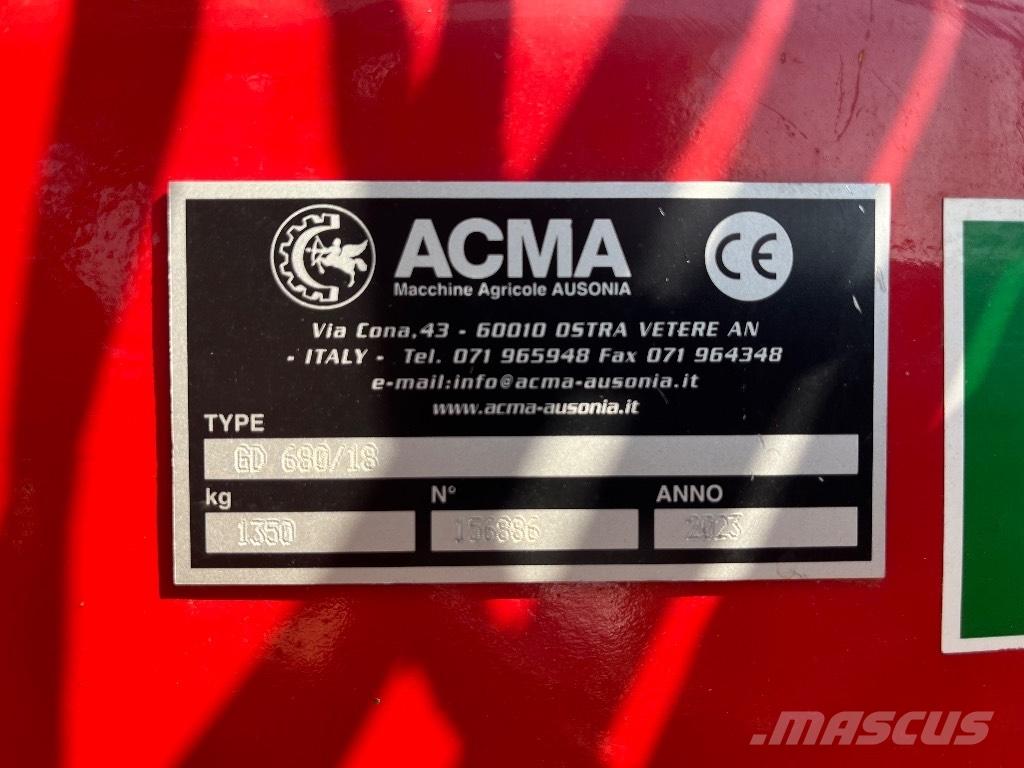 ACMA
Macchine Agricole AUSONIA
CE
Via Cona,43 - 60010 OSTRA VETERE AN
- ITALY - Tel. 071 965948 Fax 071 964348
e-mail:info@acma-ausonia.it
www.acma-ausonia.it
TYPE
GD 680/18
kg N° ANNO
1350 156886 2023
.MASCUS